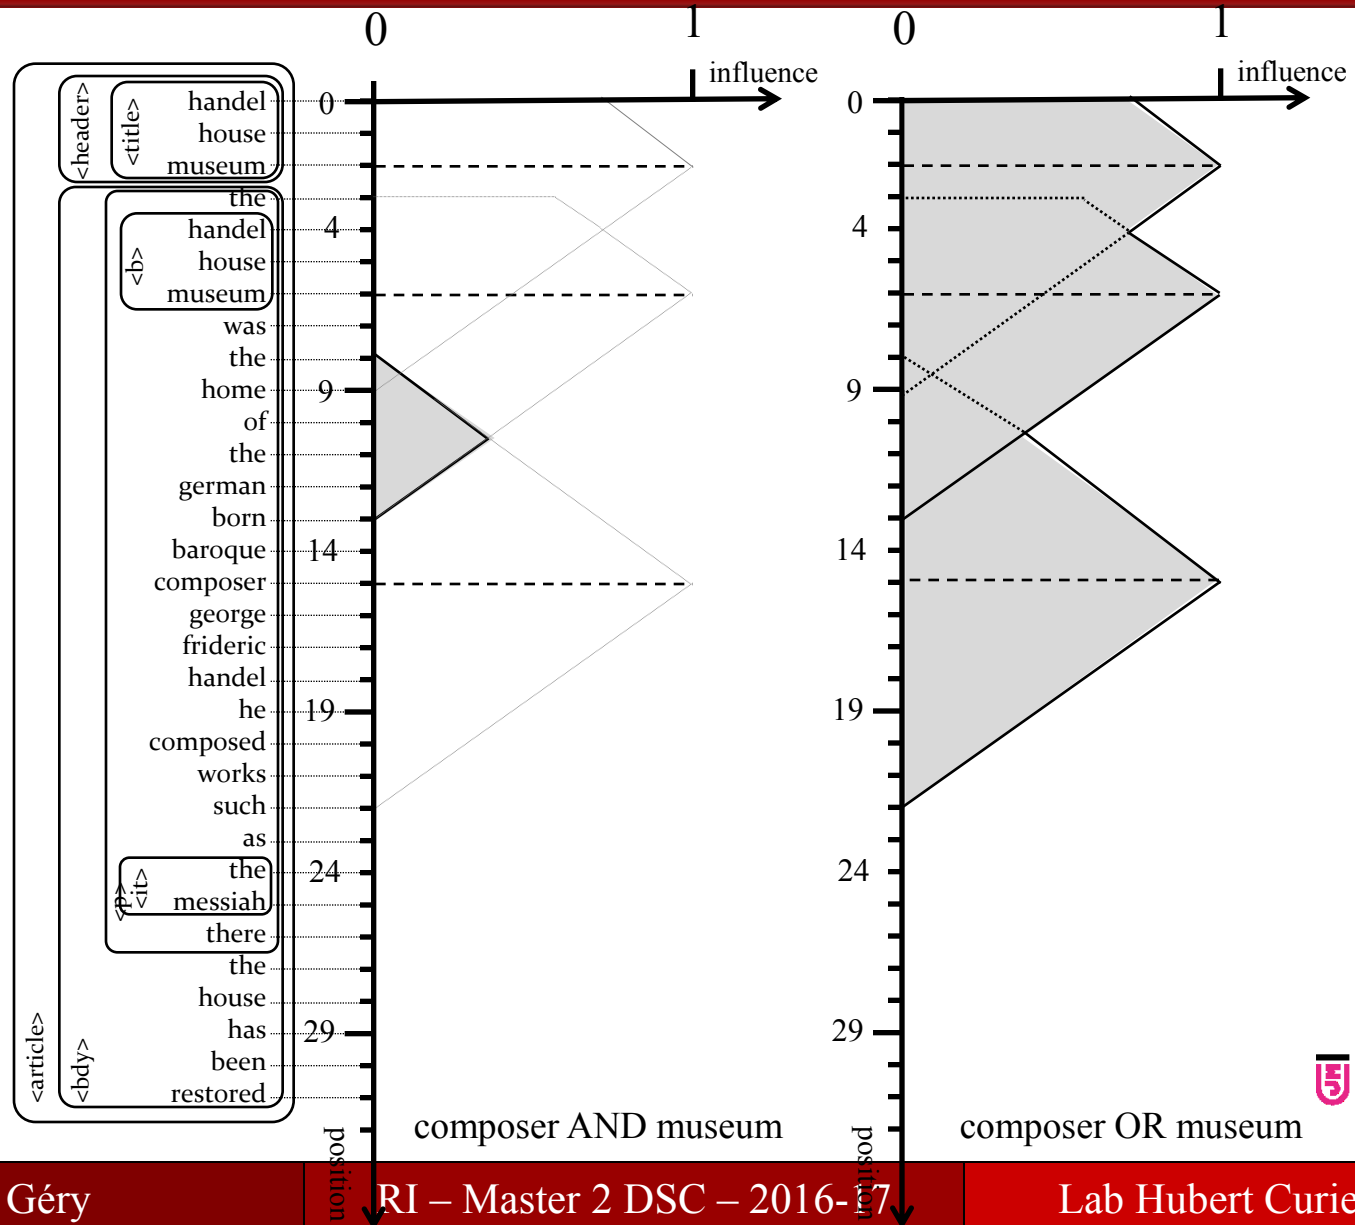 0 1 0 1
influence influence
<header>
<title>
handel 0 0
house
museum
the
handel 4 4
<b>
house
museum
was
the
home 9 9
of
the
german
born
baroque 14 14
composer
george
frideric
handel
he 19 19
composed
works
such
as
the 24 24
<p>
<it>
messiah
there
the
house
has 29 29
<article>
<bdy>
been
restored
composer AND museum composer OR museum
position position
Géry RI – Master 2 DSC – 2016-17 Lab Hubert Curie